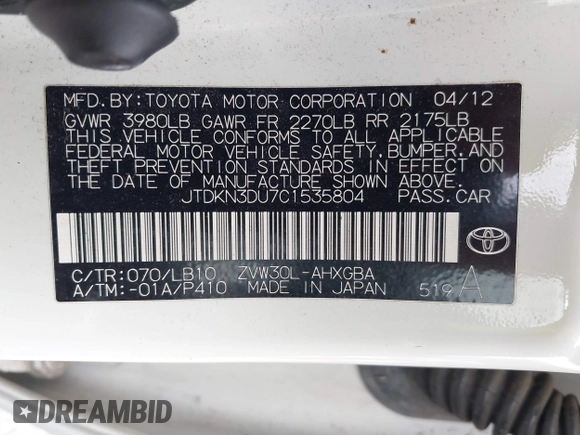 MFD. BY: TOYOTA MOTOR CORPORATION 04/12
GVWR 3980LB GAWR FR 2270LB RR 2175LB
THIS VEHICLE CONFORMS TO ALL APPLICABLE
FEDERAL MOTOR VEHICLE SAFETY, BUMPER, AND
THEFT PREVENTION STANDARDS IN EFFECT ON
THE DATE OF MANUFACTURE SHOWN ABOVE.
JTDKN3DU7C1535804 PASS. CAR
C/TR: 070/LB10 ZVW30L-AHXGBA
A/TM: -01A/P410 MADE IN JAPAN 519 A
DREAMBID